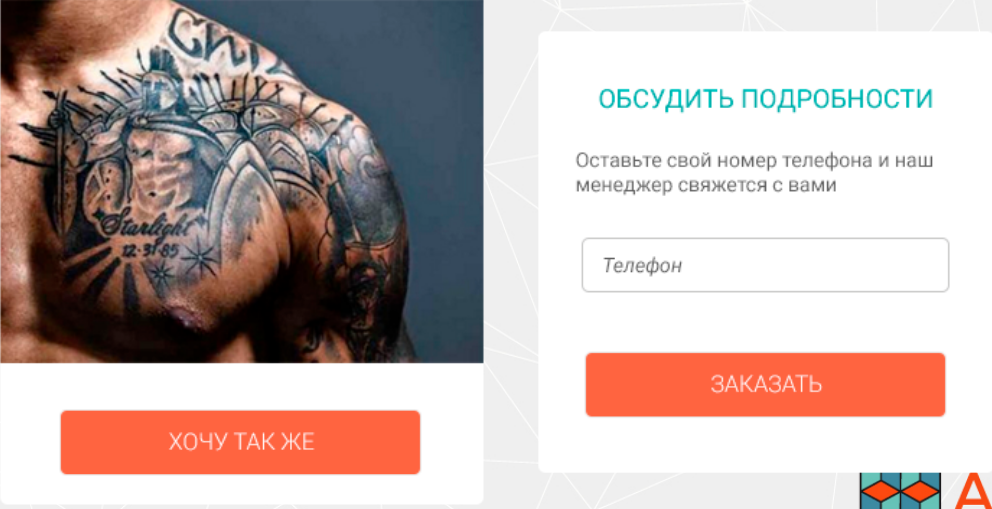 Starlight
12·31·85
ХОЧУ ТАК ЖЕ
ОБСУДИТЬ ПОДРОБНОСТИ
Оставьте свой номер телефона и наш
менеджер свяжется с вами
Телефон
ЗАКАЗАТЬ